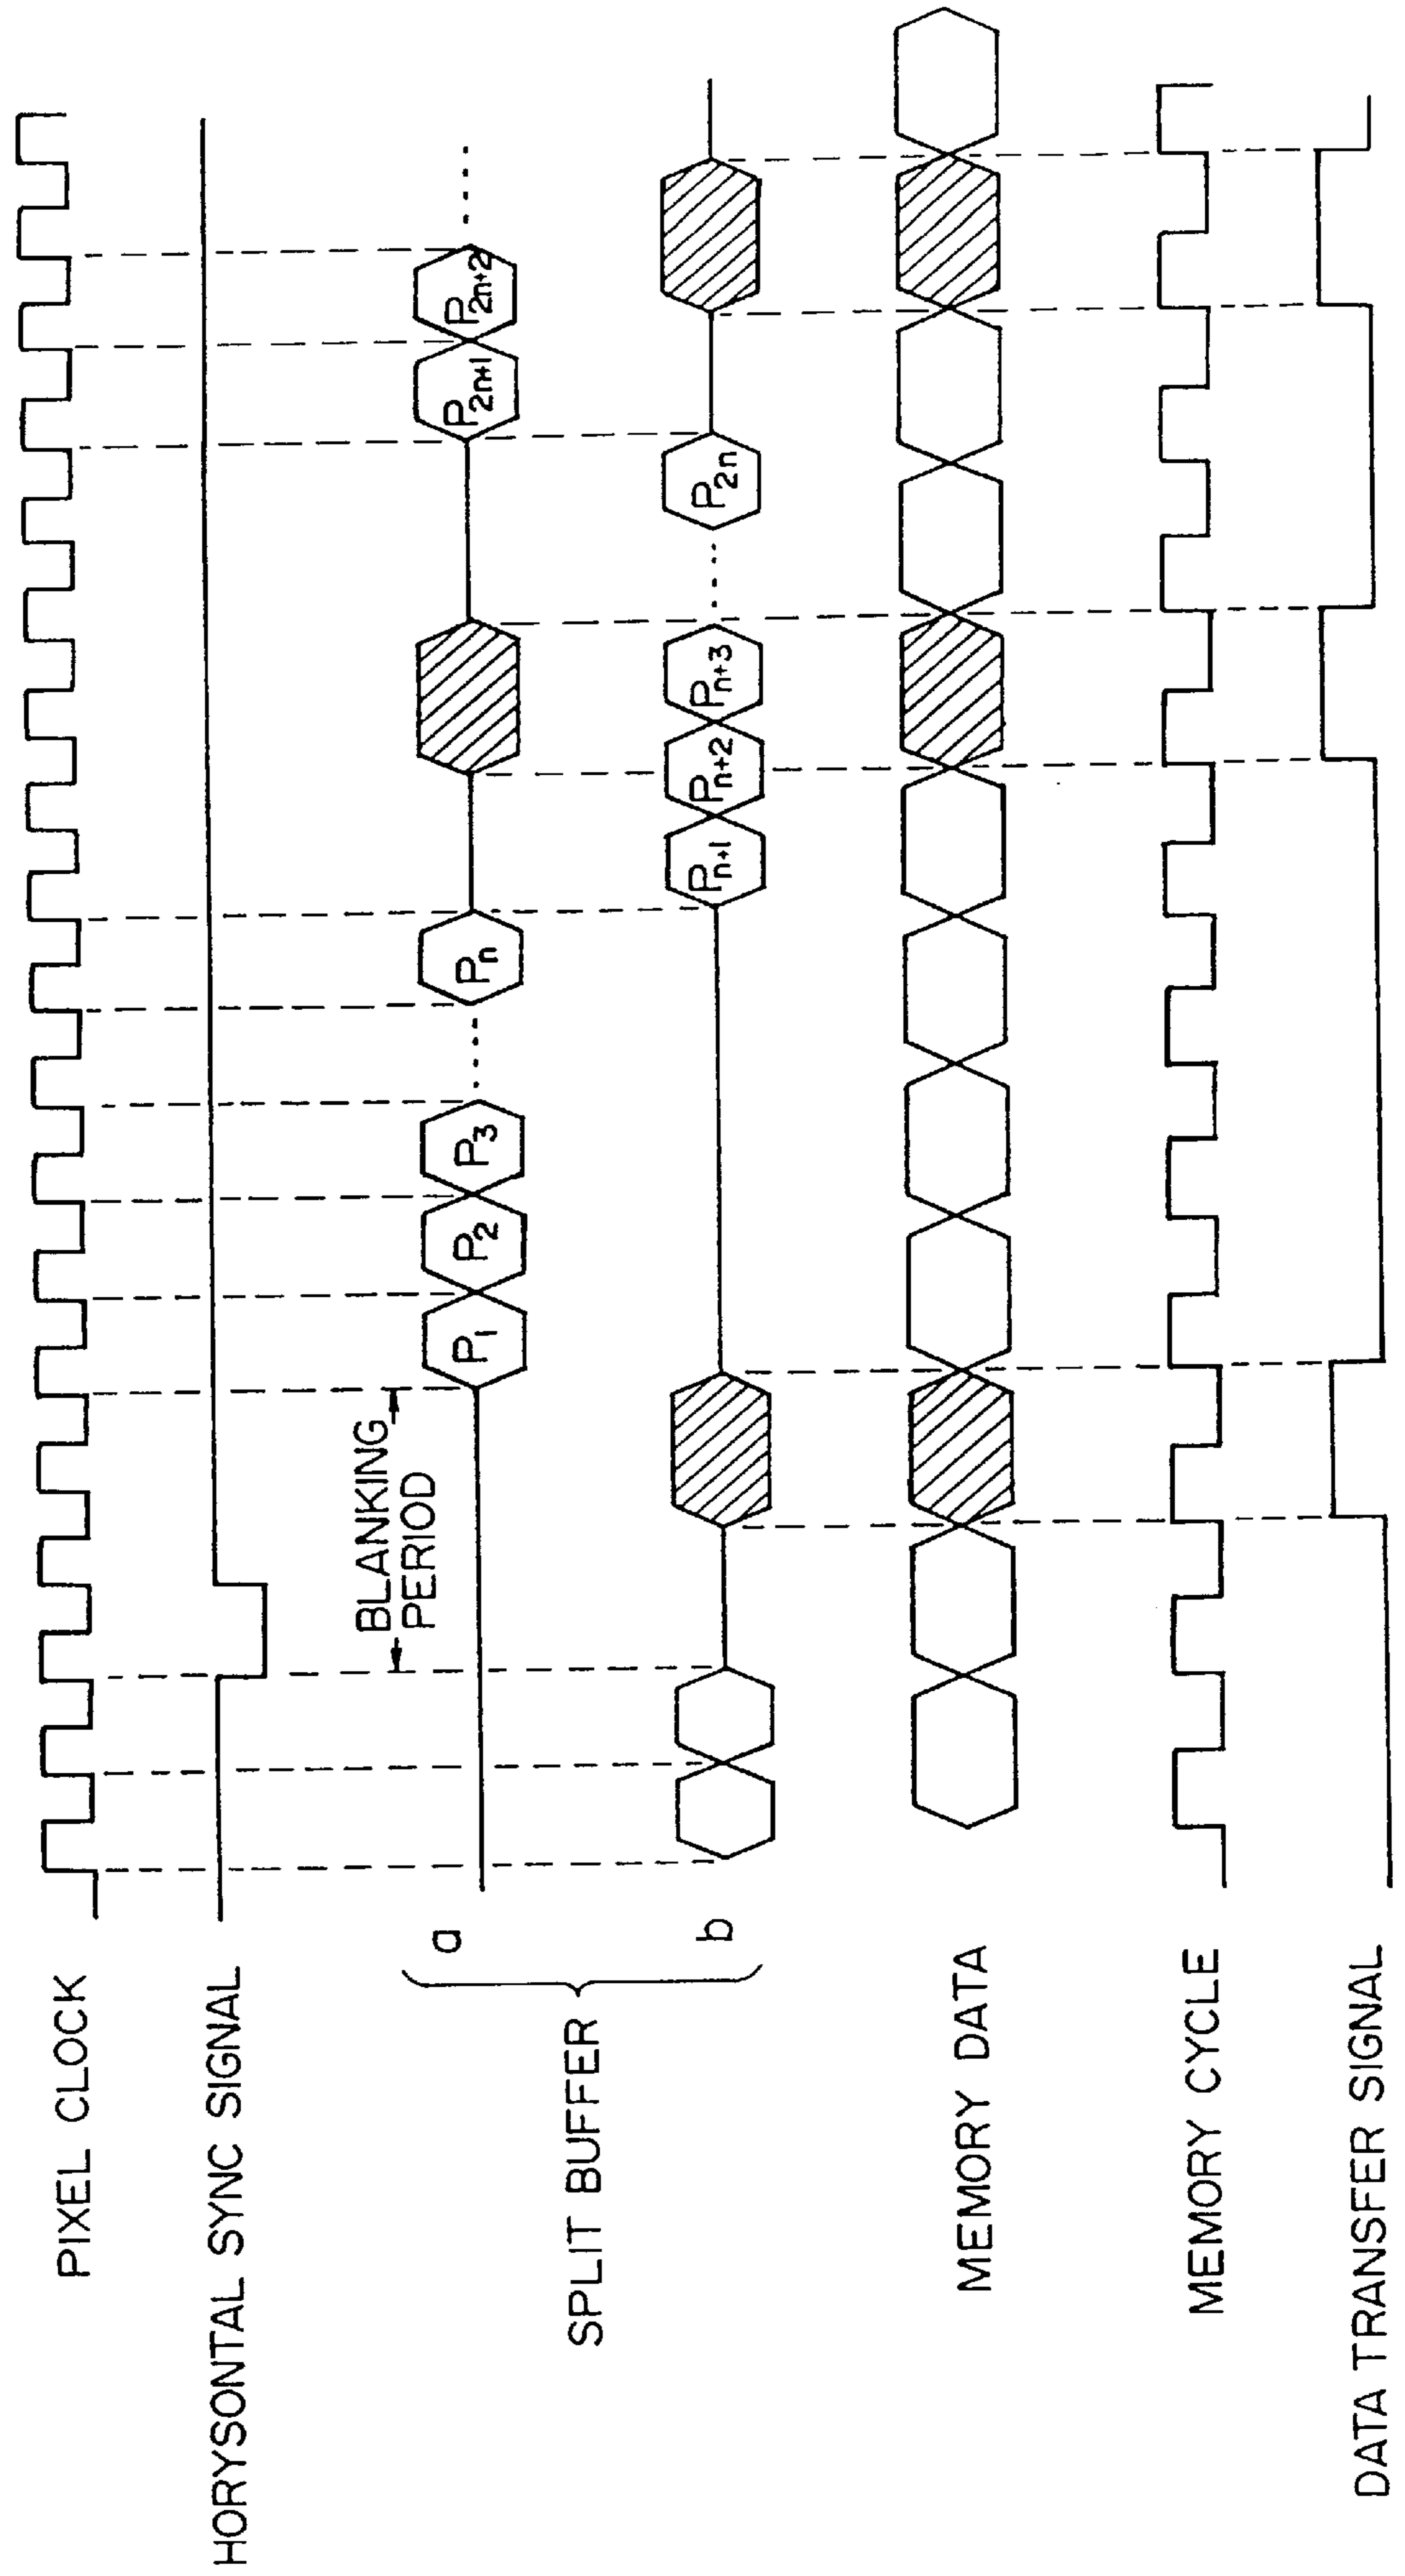 PIXEL CLOCK
HORYSONTAL SYNC SIGNAL
BLANKING
PERIOD
SPLIT BUFFER
a
P1 P2 P3 .... Pn P2n+1 P2n+2 ....
b
Pn+1 Pn+2 Pn+3 .... P2n
MEMORY DATA
MEMORY CYCLE
DATA TRANSFER SIGNAL